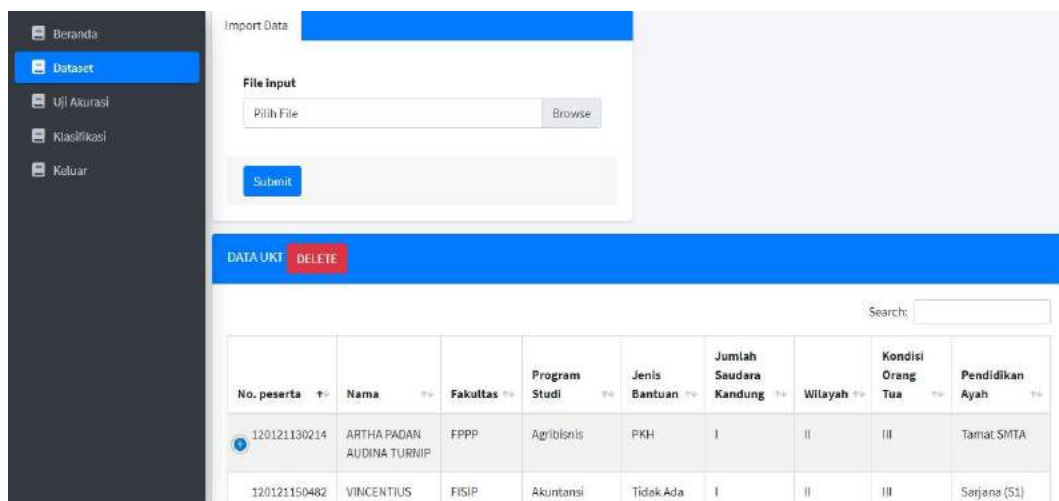 Beranda
Dataset
Uji Akurasi
Klasifikasi
Keluar
Import Data
File input
Pilih File
Browse
Submit
DATA UKT DELETE
Search:
No. peserta Nama Fakultas Program Studi Jenis Bantuan Jumlah Saudara Kandung Wilayah Kondisi Orang Tua Pendidikan Ayah
120121130214 ARTHA PADAN AUDINA TURNIP FPPP Agribisnis PKH I II III Tamat SMTA
120121150482 VINCENTIUS FISIP Akuntansi Tidak Ada I II III Sarjana (S1)